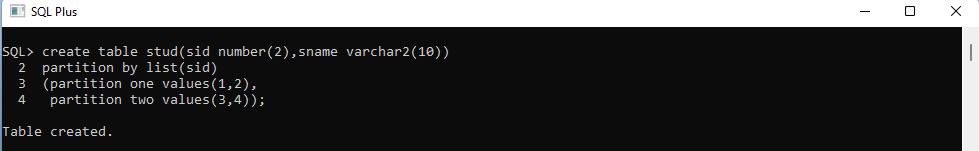 SQL Plus
SQL> create table stud(sid number(2),sname varchar2(10))
  2  partition by list(sid)
  3  (partition one values(1,2),
  4   partition two values(3,4));
Table created.